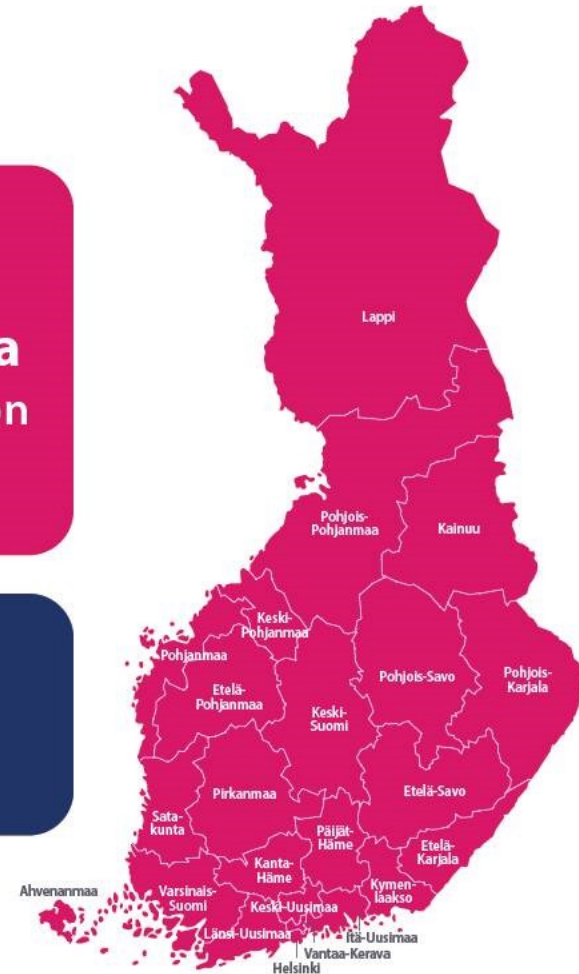 a
n
Lappi
Pohjois-
Pohjanmaa
Kainuu
Keski-
Pohjanmaa
Pohjanmaa
Etelä-
Pohjanmaa
Keski-
Suomi
Pohjois-Savo
Pohjois-
Karjala
Pirkanmaa
Etelä-Savo
Sata-
kunta
Päijät-
Häme
Etelä-
Karjala
Kanta-
Häme
Kymen-
laakso
Ahvenanmaa
Varsinais-
Suomi
Keski-Uusimaa
Länsi-Uusimaa
Itä-Uusimaa
Vantaa-Kerava
Helsinki